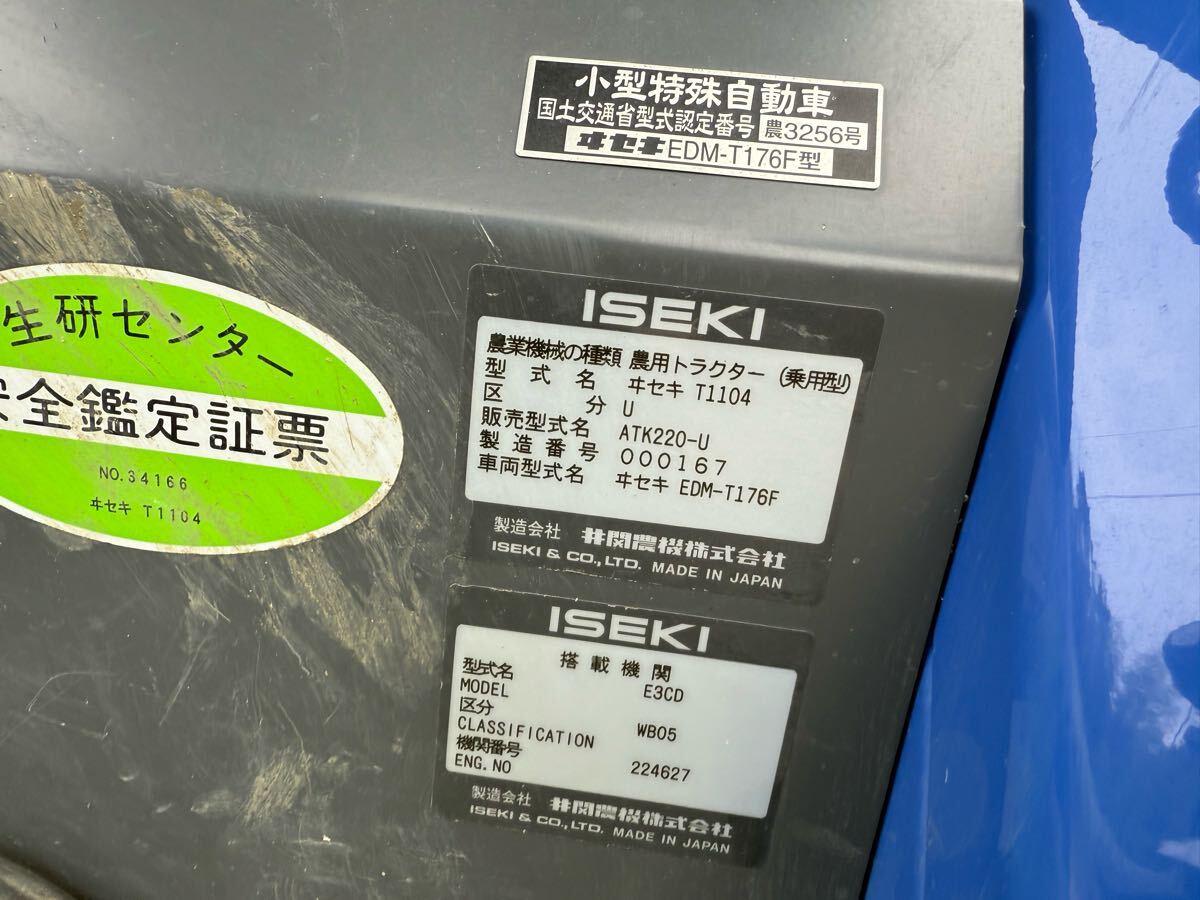 小型特殊自動車
国土交通省型式認定番号 農3256号
ヰセキ EDM-T176F型
生研センター
安全鑑定証票
NO.34166
ヰセキ T1104
ISEKI
農業機械の種類 農用トラクター (乗用型)
型式名 ヰセキ T1104
区分 U
販売型式名 ATK220-U
製造番号 000167
車両型式名 ヰセキ EDM-T176F
製造会社 井関農機株式会社
ISEKI & CO.,LTD. MADE IN JAPAN
ISEKI
搭載機関
型式名
MODEL E3CD
区分
CLASSIFICATION WB05
機関番号
ENG.NO 224627
製造会社 井関農機株式会社
ISEKI & CO.,LTD. MADE IN JAPAN